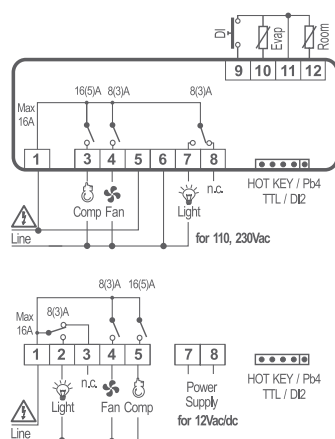 DI
Evap
Room
9 10 11 12
16(5)A 8(3)A 8(3)A
Max
16A
1 3 4 5 6 7 8
n.c.
HOT KEY / Pb4
TTL / DI2
Comp Fan
Light
Line
for 110, 230Vac
8(3)A 16(5)A
8(3)A
Max
16A
1 2 3 4 5 7 8
n.c.
HOT KEY / Pb4
TTL / DI2
Light
Fan Comp
Power
Supply
for 12Vac/dc
Line